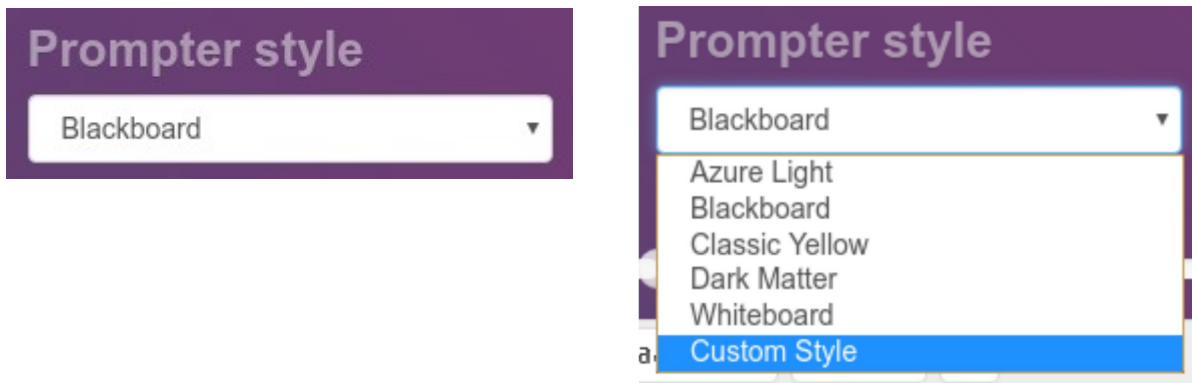 Prompter style
Blackboard
Prompter style
Blackboard
Azure Light
Blackboard
Classic Yellow
Dark Matter
Whiteboard
Custom Style